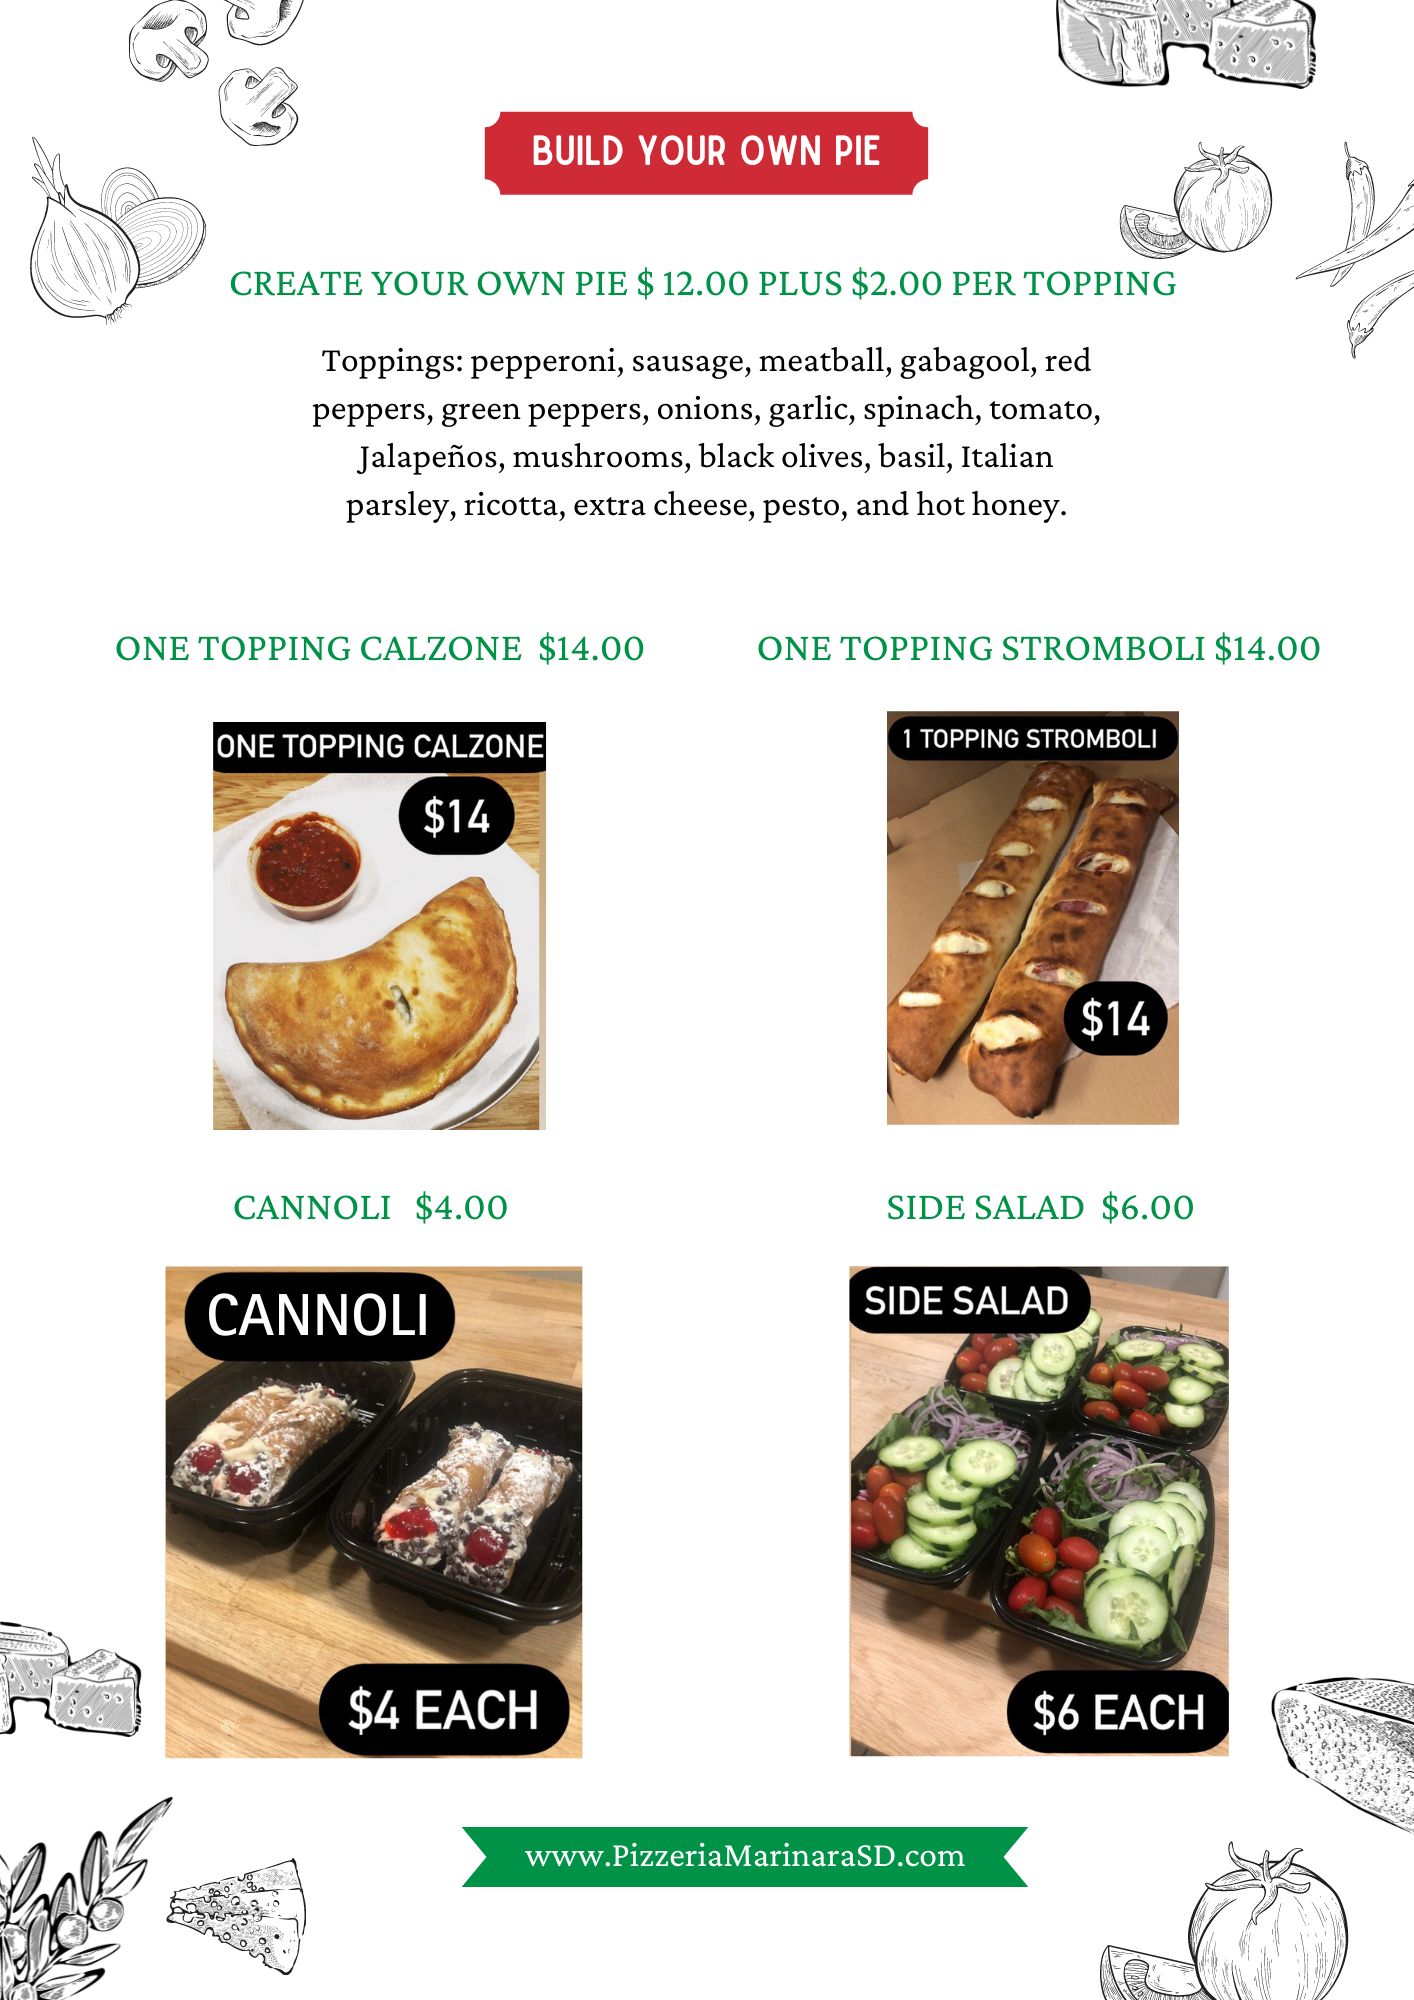 BUILD YOUR OWN PIE
CREATE YOUR OWN PIE $ 12.00 PLUS $2.00 PER TOPPING
Toppings: pepperoni, sausage, meatball, gabagool, red
peppers, green peppers, onions, garlic, spinach, tomato,
Jalapeños, mushrooms, black olives, basil, Italian
parsley, ricotta, extra cheese, pesto, and hot honey.
ONE TOPPING CALZONE $14.00
ONE TOPPING CALZONE
$14
ONE TOPPING STROMBOLI $14.00
1 TOPPING STROMBOLI
$14
CANNOLI $4.00
CANNOLI
$4 EACH
SIDE SALAD $6.00
SIDE SALAD
$6 EACH
www.PizzeriaMarinaraSD.com